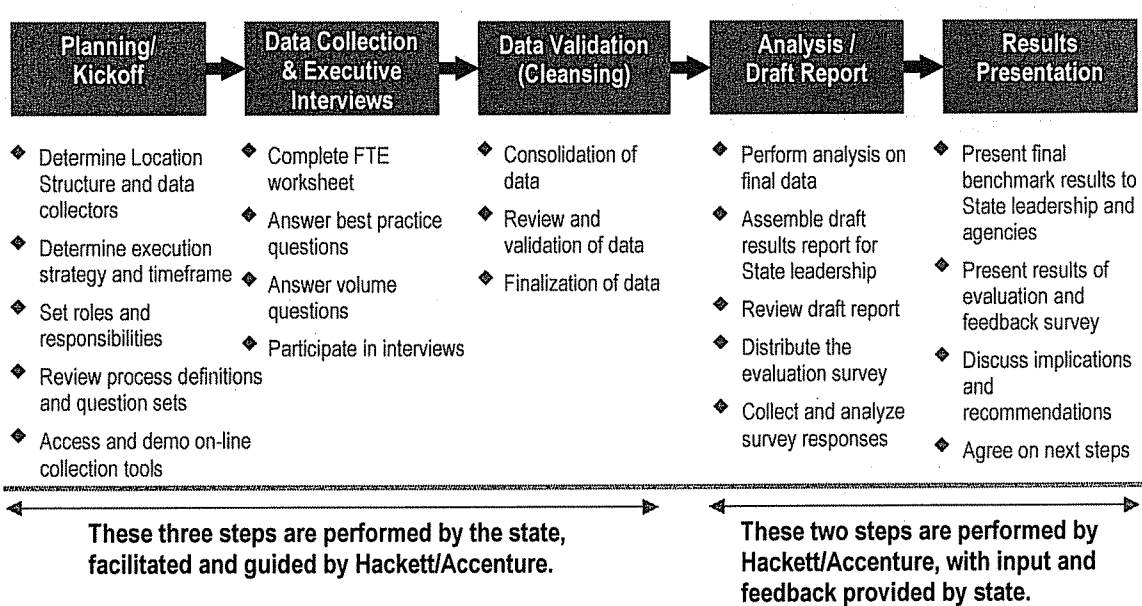 Planning/
Kickoff
Data Collection
& Executive
Interviews
Data Validation
(Cleansing)
Analysis /
Draft Report
Results
Presentation
Determine Location
Structure and data
collectors
Determine execution
strategy and timeframe
Set roles and
responsibilities
Review process definitions
and question sets
Access and demo on-line
collection tools
Complete FTE
worksheet
Answer best practice
questions
Answer volume
questions
Participate in interviews
Consolidation of
data
Review and
validation of data
Finalization of data
Perform analysis on
final data
Assemble draft
results report for
State leadership
Review draft report
Distribute the
evaluation survey
Collect and analyze
survey responses
Present final
benchmark results to
State leadership and
agencies
Present results of
evaluation and
feedback survey
Discuss implications
and
recommendations
Agree on next steps
These three steps are performed by the state,
facilitated and guided by Hackett/Accenture.
These two steps are performed by
Hackett/Accenture, with input and
feedback provided by state.